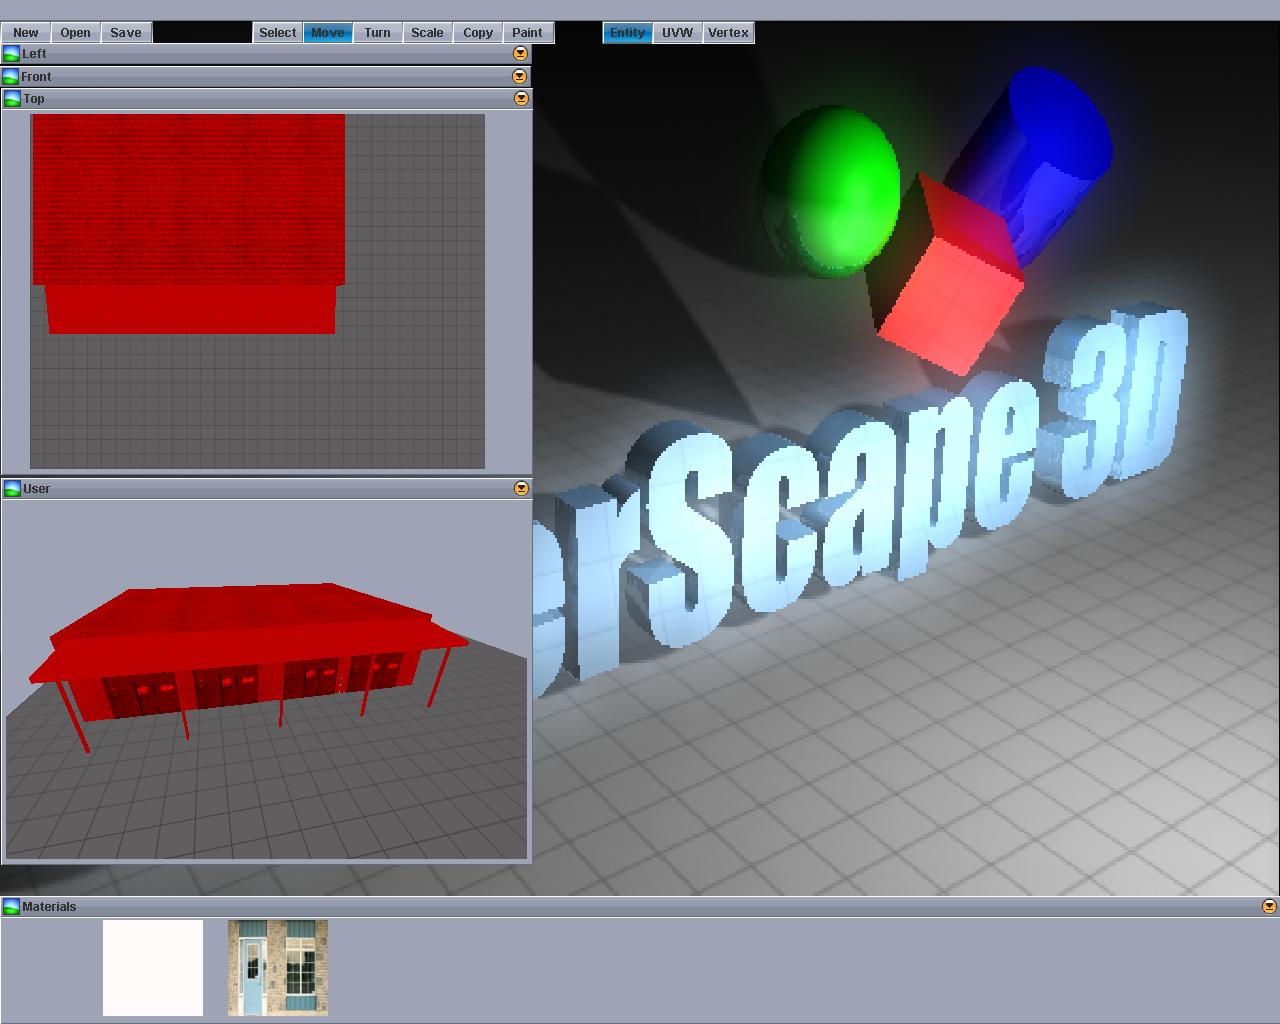 New Open Save Select Move Turn Scale Copy Paint Entity UVW Vertex
Left
Front
Top
User
erScape 3D
Materials